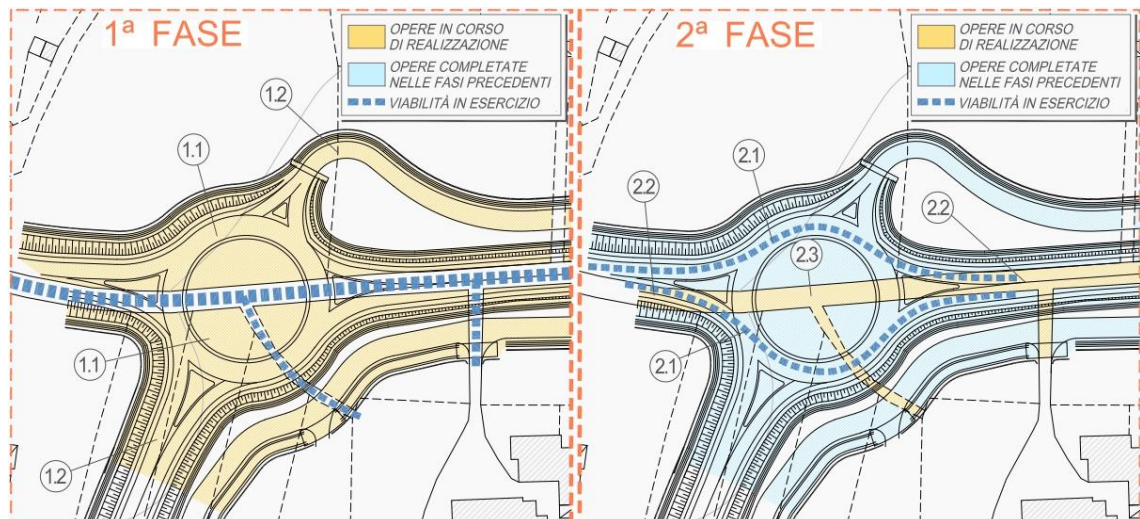 1ª FASE
OPERE IN CORSO
DI REALIZZAZIONE
OPERE COMPLETATE
NELLE FASI PRECEDENTI
VIABILITÀ IN ESERCIZIO
1.2
1.1
1.1
1.2
2ª FASE
OPERE IN CORSO
DI REALIZZAZIONE
OPERE COMPLETATE
NELLE FASI PRECEDENTI
VIABILITÀ IN ESERCIZIO
2.1
2.2
2.2
2.3
2.1